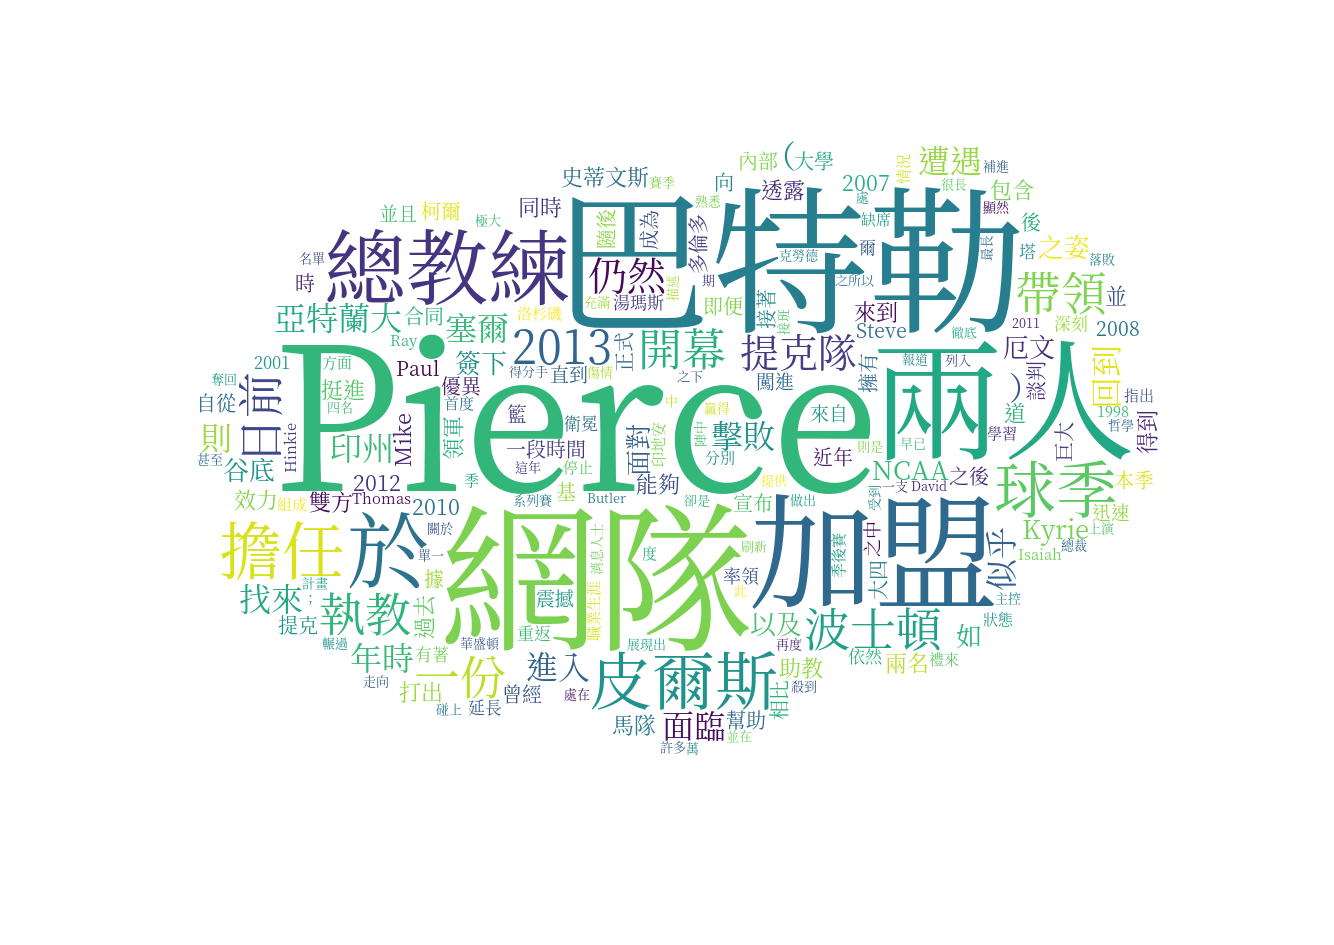 內部
(
大學
遭遇
情況
補進
史蒂文斯
賽季
向
透露
2007
很長
包含
熟悉
處
顯然
並且
柯爾
極大
同時
巴特勒
隨後
成為
多倫多
缺席
後
名單
總教練
仍然
爾
最長
塔
之姿
落敗
時
克勞德
之所以
帶領
並
充滿
湯瑪斯
描述
期
即便
接著
接班
來到
洛杉磯
亞特蘭大
合同
塞爾
Steve
徹底
2011
深刻
2008
Ray
2013
正式
開幕
提克隊
厄文
2001
方面
簽下
Paul
得分手
直到
傷情
之下
闖進
擁有
報道
列入
談判
回到
奪回
挺進
優異
兩人
)
指出
自從
日前
四名
首度
籃
衛冕
中
贏得
來自
道
1998
哲學
Pierce
則
印州
Mike
領軍
一段時間
面對
印地安
陣中
擊敗
則是
早已
學習
巨大
得到
甚至
谷底
Hinkie
這年
停止
分別
近年
NCAA
之後
球季
本季
2012
季
系列賽
基
Butler
能夠
卻是
宣布
提供
做出
受到
一支
David
效力
組成
雙方
Thomas
2010
迅速
擔任
於
關於
網隊
消息人士
度
刷新
加盟
季後賽
之中
似乎
Kyrie
上演
Isaiah
總裁
單一
計畫
據
震撼
率領
此
大四
主控
找來
;
提克
執教
過去
職業生涯
重返
以及
波士頓
如
狀態
輾過
年時
有著
華盛頓
展現出
再度
依然
兩名
禮來
走向
打出
一份
進入
曾經
處在
皮爾斯
助教
殺到
相比
碰上
延長
馬隊
面臨
幫助
並在
許多
萬